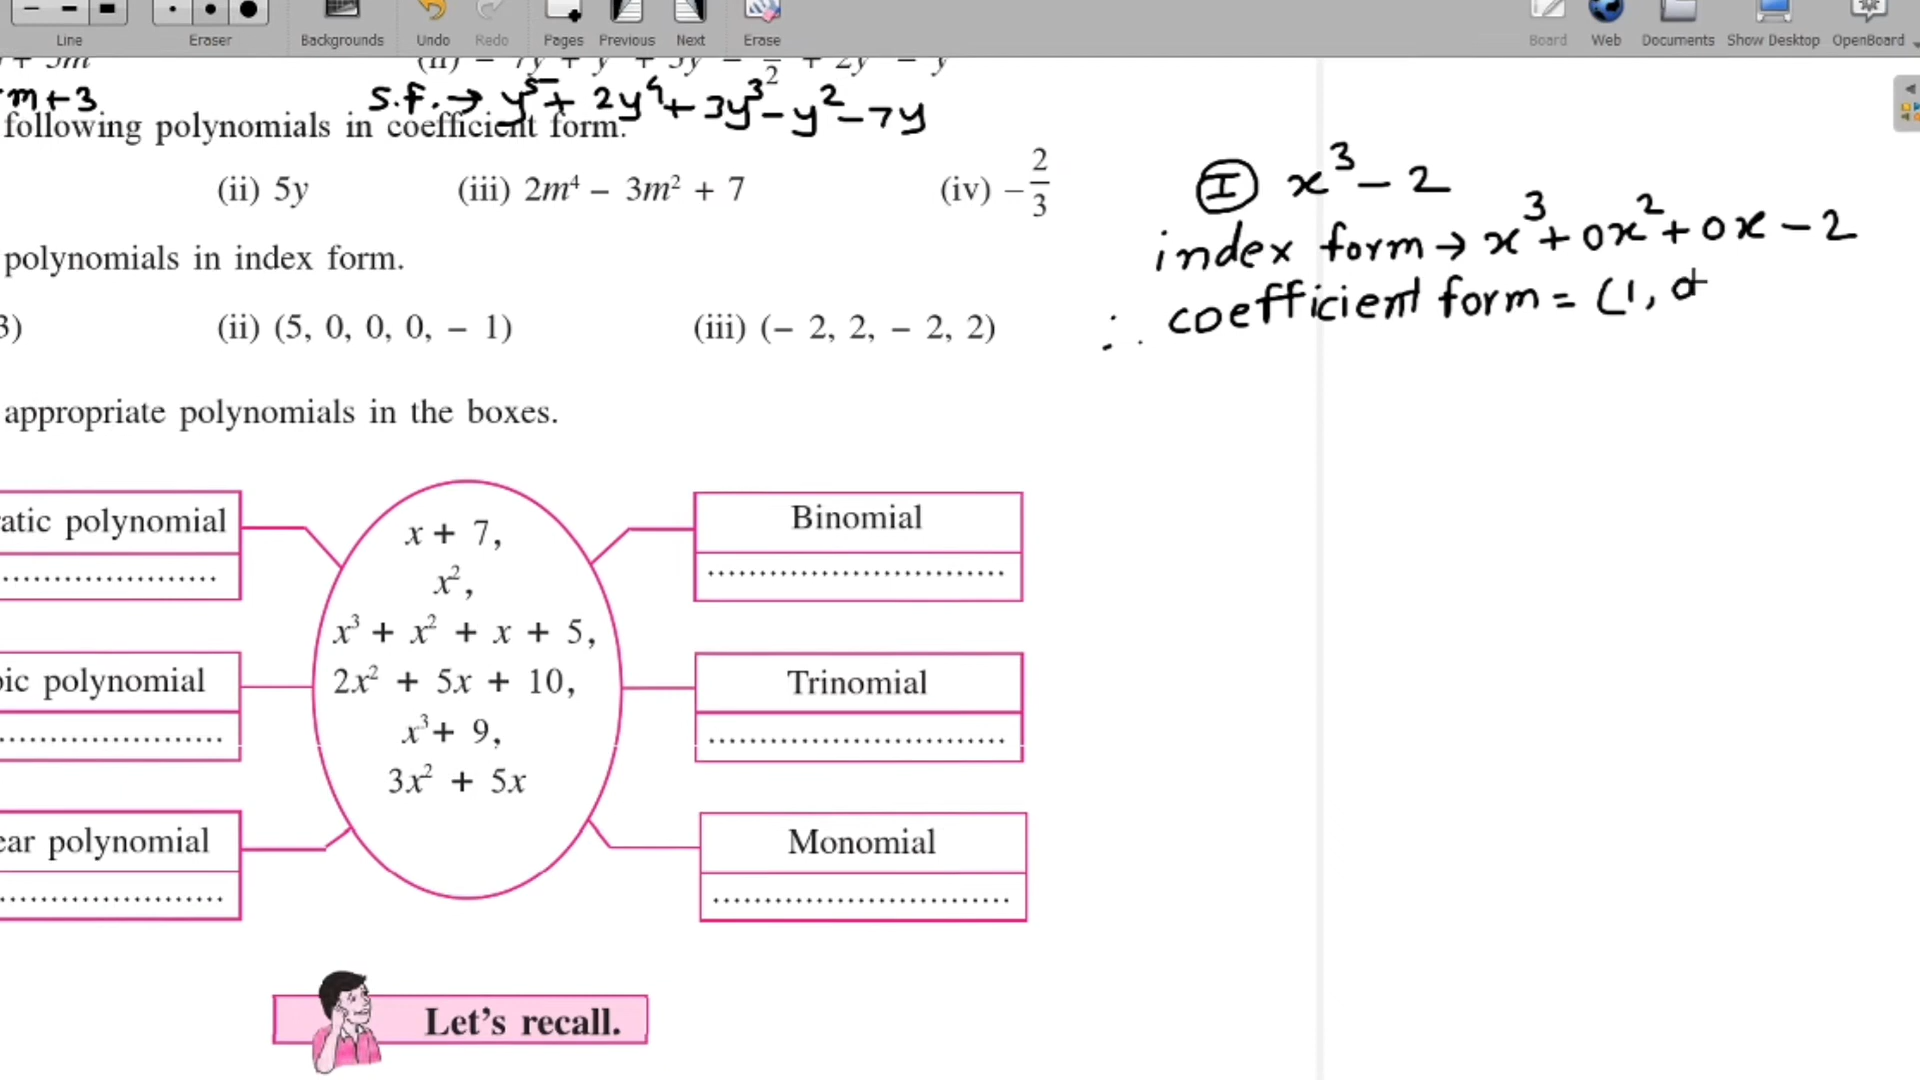 Line Eraser Backgrounds Undo Redo Pages Previous Next Erase Board Web Documents Show Desktop OpenBoard
m+3 S.f. → y⁵ + 2y⁴ + 3y³ - y² - 7y
following polynomials in coefficient form.
(ii) 5y (iii) 2m⁴ – 3m² + 7 (iv) –2/3
polynomials in index form.
3) (ii) (5, 0, 0, 0, – 1) (iii) (– 2, 2, – 2, 2)
appropriate polynomials in the boxes.
atic polynomial
x + 7,
x²,
x³ + x² + x + 5,
2x² + 5x + 10,
x³ + 9,
3x² + 5x
Binomial
ic polynomial
Trinomial
ear polynomial
Monomial
Let's recall.
I x³ - 2
index form → x³ + 0x² + 0x - 2
∴ coefficient form = (1,